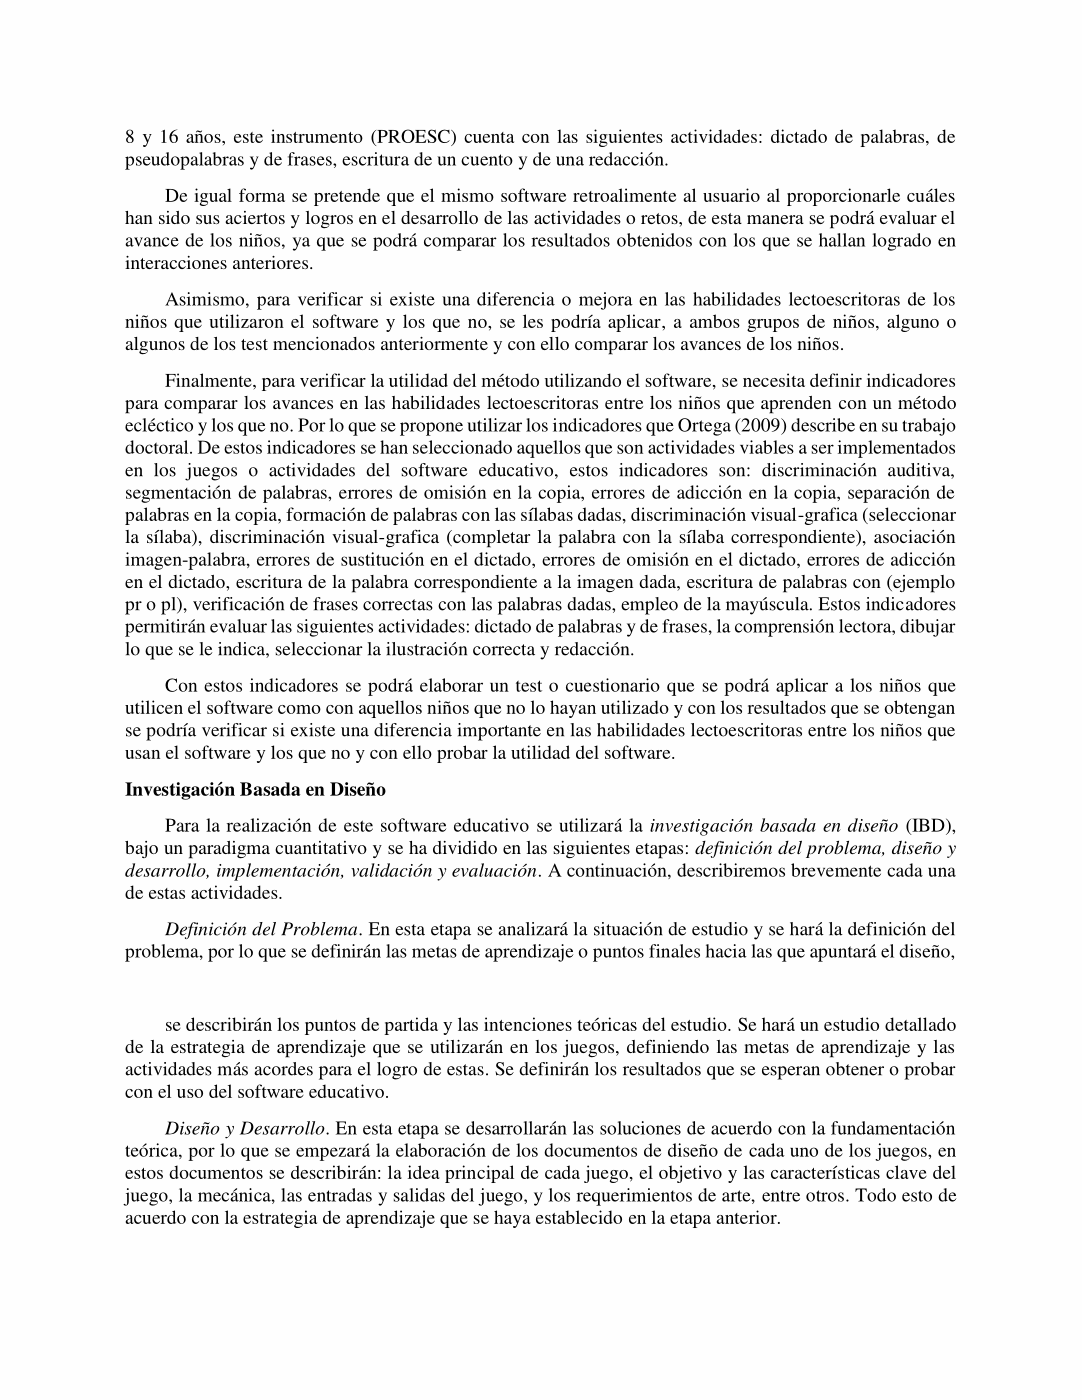 8 y 16 años, este instrumento (PROESC) cuenta con las siguientes actividades: dictado de palabras, de
pseudopalabras y de frases, escritura de un cuento y de una redacción.
De igual forma se pretende que el mismo software retroalimente al usuario al proporcionarle cuáles
han sido sus aciertos y logros en el desarrollo de las actividades o retos, de esta manera se podrá evaluar el
avance de los niños, ya que se podrá comparar los resultados obtenidos con los que se hallan logrado en
interacciones anteriores.
Asimismo, para verificar si existe una diferencia o mejora en las habilidades lectoescritoras de los
niños que utilizaron el software y los que no, se les podría aplicar, a ambos grupos de niños, alguno o
algunos de los test mencionados anteriormente y con ello comparar los avances de los niños.
Finalmente, para verificar la utilidad del método utilizando el software, se necesita definir indicadores
para comparar los avances en las habilidades lectoescritoras entre los niños que aprenden con un método
ecléctico y los que no. Por lo que se propone utilizar los indicadores que Ortega (2009) describe en su trabajo
doctoral. De estos indicadores se han seleccionado aquellos que son actividades viables a ser implementados
en los juegos o actividades del software educativo, estos indicadores son: discriminación auditiva,
segmentación de palabras, errores de omisión en la copia, errores de adicción en la copia, separación de
palabras en la copia, formación de palabras con las sílabas dadas, discriminación visual-grafica (seleccionar
la sílaba), discriminación visual-grafica (completar la palabra con la sílaba correspondiente), asociación
imagen-palabra, errores de sustitución en el dictado, errores de omisión en el dictado, errores de adicción
en el dictado, escritura de la palabra correspondiente a la imagen dada, escritura de palabras con (ejemplo
pr o pl), verificación de frases correctas con las palabras dadas, empleo de la mayúscula. Estos indicadores
permitirán evaluar las siguientes actividades: dictado de palabras y de frases, la comprensión lectora, dibujar
lo que se le indica, seleccionar la ilustración correcta y redacción.
Con estos indicadores se podrá elaborar un test o cuestionario que se podrá aplicar a los niños que
utilicen el software como con aquellos niños que no lo hayan utilizado y con los resultados que se obtengan
se podría verificar si existe una diferencia importante en las habilidades lectoescritoras entre los niños que
usan el software y los que no y con ello probar la utilidad del software.
Investigación Basada en Diseño
Para la realización de este software educativo se utilizará la investigación basada en diseño (IBD),
bajo un paradigma cuantitativo y se ha dividido en las siguientes etapas: definición del problema, diseño y
desarrollo, implementación, validación y evaluación. A continuación, describiremos brevemente cada una
de estas actividades.
Definición del Problema. En esta etapa se analizará la situación de estudio y se hará la definición del
problema, por lo que se definirán las metas de aprendizaje o puntos finales hacia las que apuntará el diseño,
se describirán los puntos de partida y las intenciones teóricas del estudio. Se hará un estudio detallado
de la estrategia de aprendizaje que se utilizarán en los juegos, definiendo las metas de aprendizaje y las
actividades más acordes para el logro de estas. Se definirán los resultados que se esperan obtener o probar
con el uso del software educativo.
Diseño y Desarrollo. En esta etapa se desarrollarán las soluciones de acuerdo con la fundamentación
teórica, por lo que se empezará la elaboración de los documentos de diseño de cada uno de los juegos, en
estos documentos se describirán: la idea principal de cada juego, el objetivo y las características clave del
juego, la mecánica, las entradas y salidas del juego, y los requerimientos de arte, entre otros. Todo esto de
acuerdo con la estrategia de aprendizaje que se haya establecido en la etapa anterior.